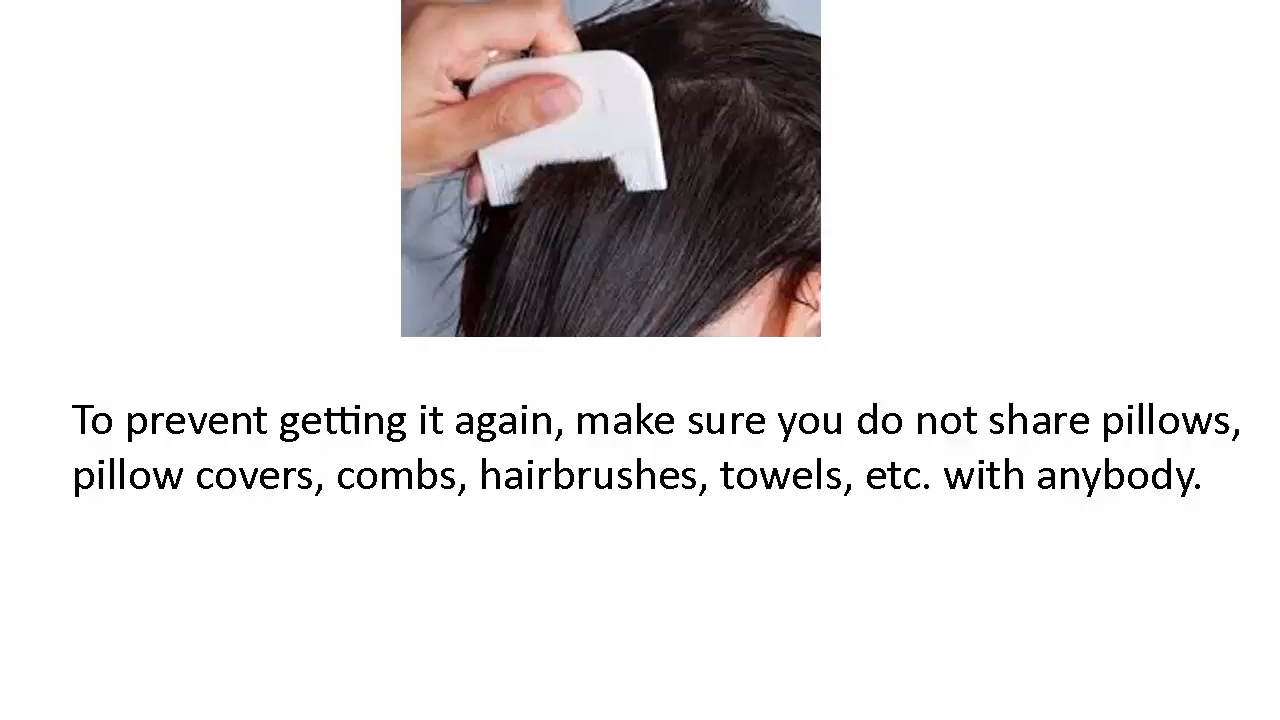 To prevent getting it again, make sure you do not share pillows,
pillow covers, combs, hairbrushes, towels, etc. with anybody.